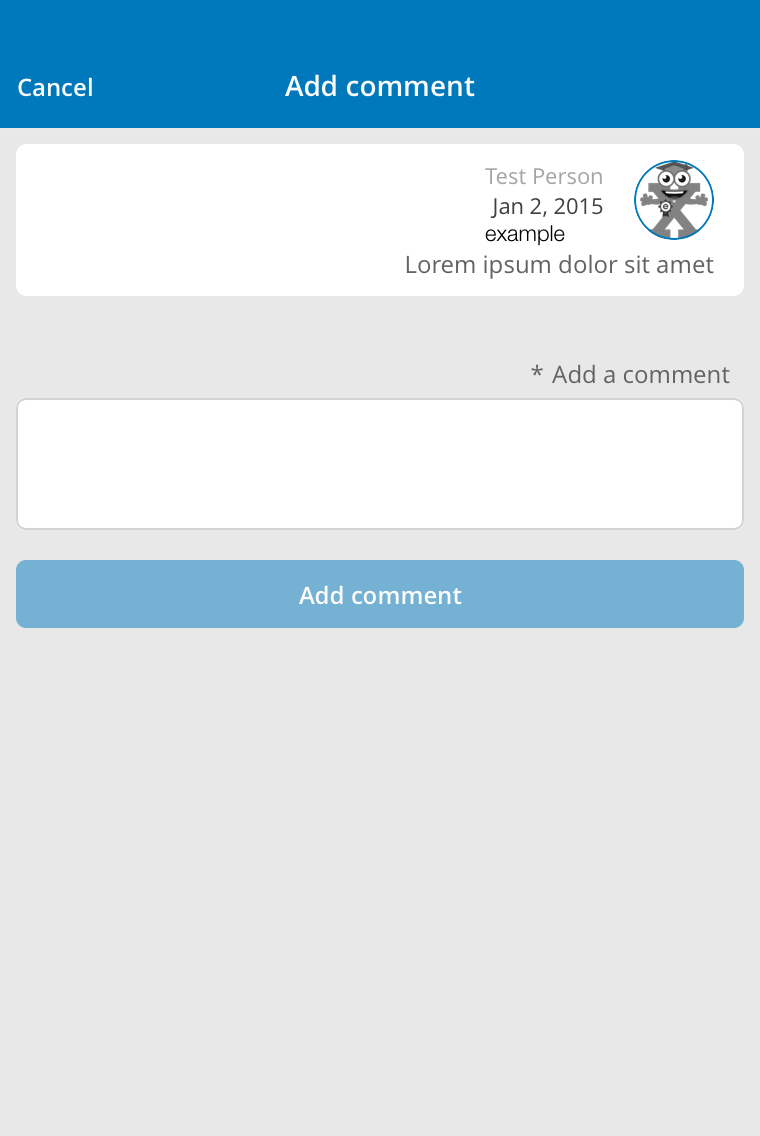 Cancel
Add comment
Test Person
Jan 2, 2015
example
Lorem ipsum dolor sit amet
* Add a comment
Add comment